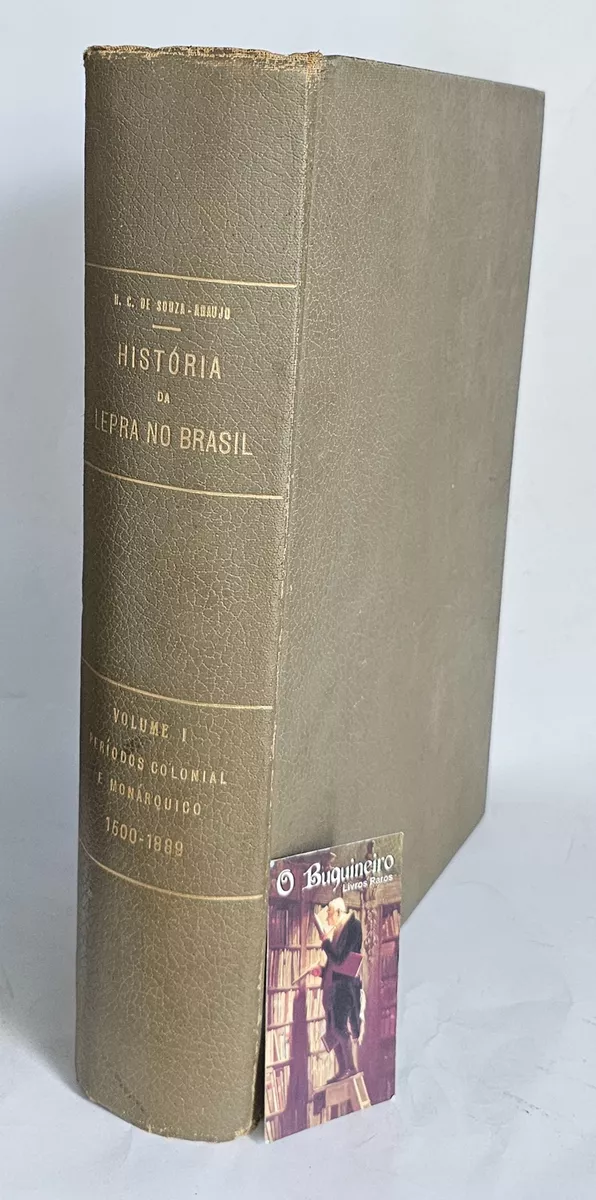 H. C. DE SOUZA-ARAUJO
HISTÓRIA
DA
LEPRA NO BRASIL
VOLUME I
PERÍODOS COLONIAL
E MONÁRQUICO
1500-1889
O Buquineiro
Livros Raros